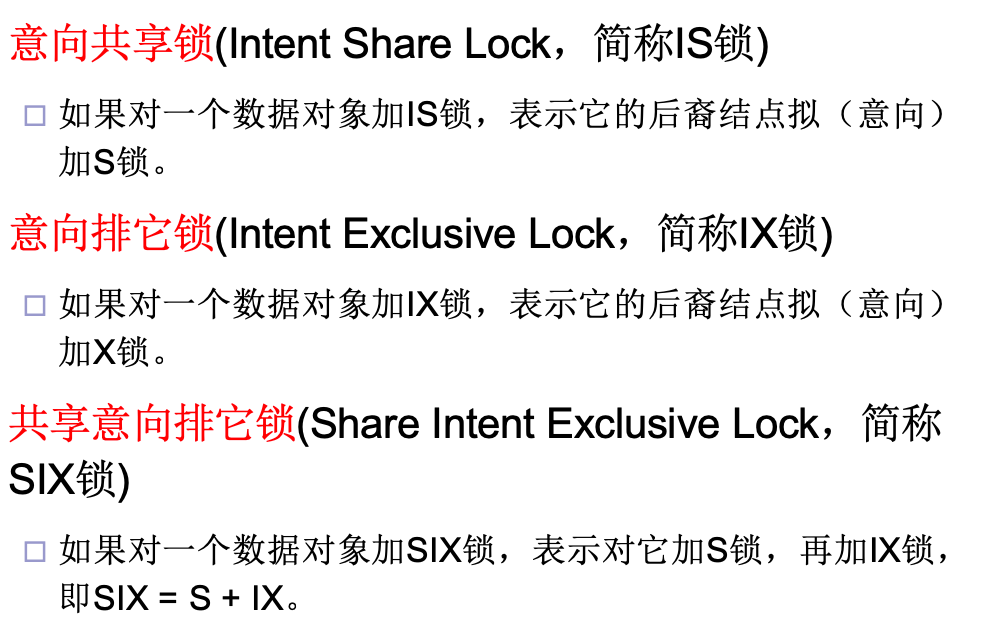 意向共享锁(Intent Share Lock，简称IS锁)
如果对一个数据对象加IS锁，表示它的后裔结点拟（意向）
加S锁。
意向排它锁(Intent Exclusive Lock，简称IX锁)
如果对一个数据对象加IX锁，表示它的后裔结点拟（意向）
加X锁。
共享意向排它锁(Share Intent Exclusive Lock，简称
SIX锁)
如果对一个数据对象加SIX锁，表示对它加S锁，再加IX锁，
即SIX = S + IX。